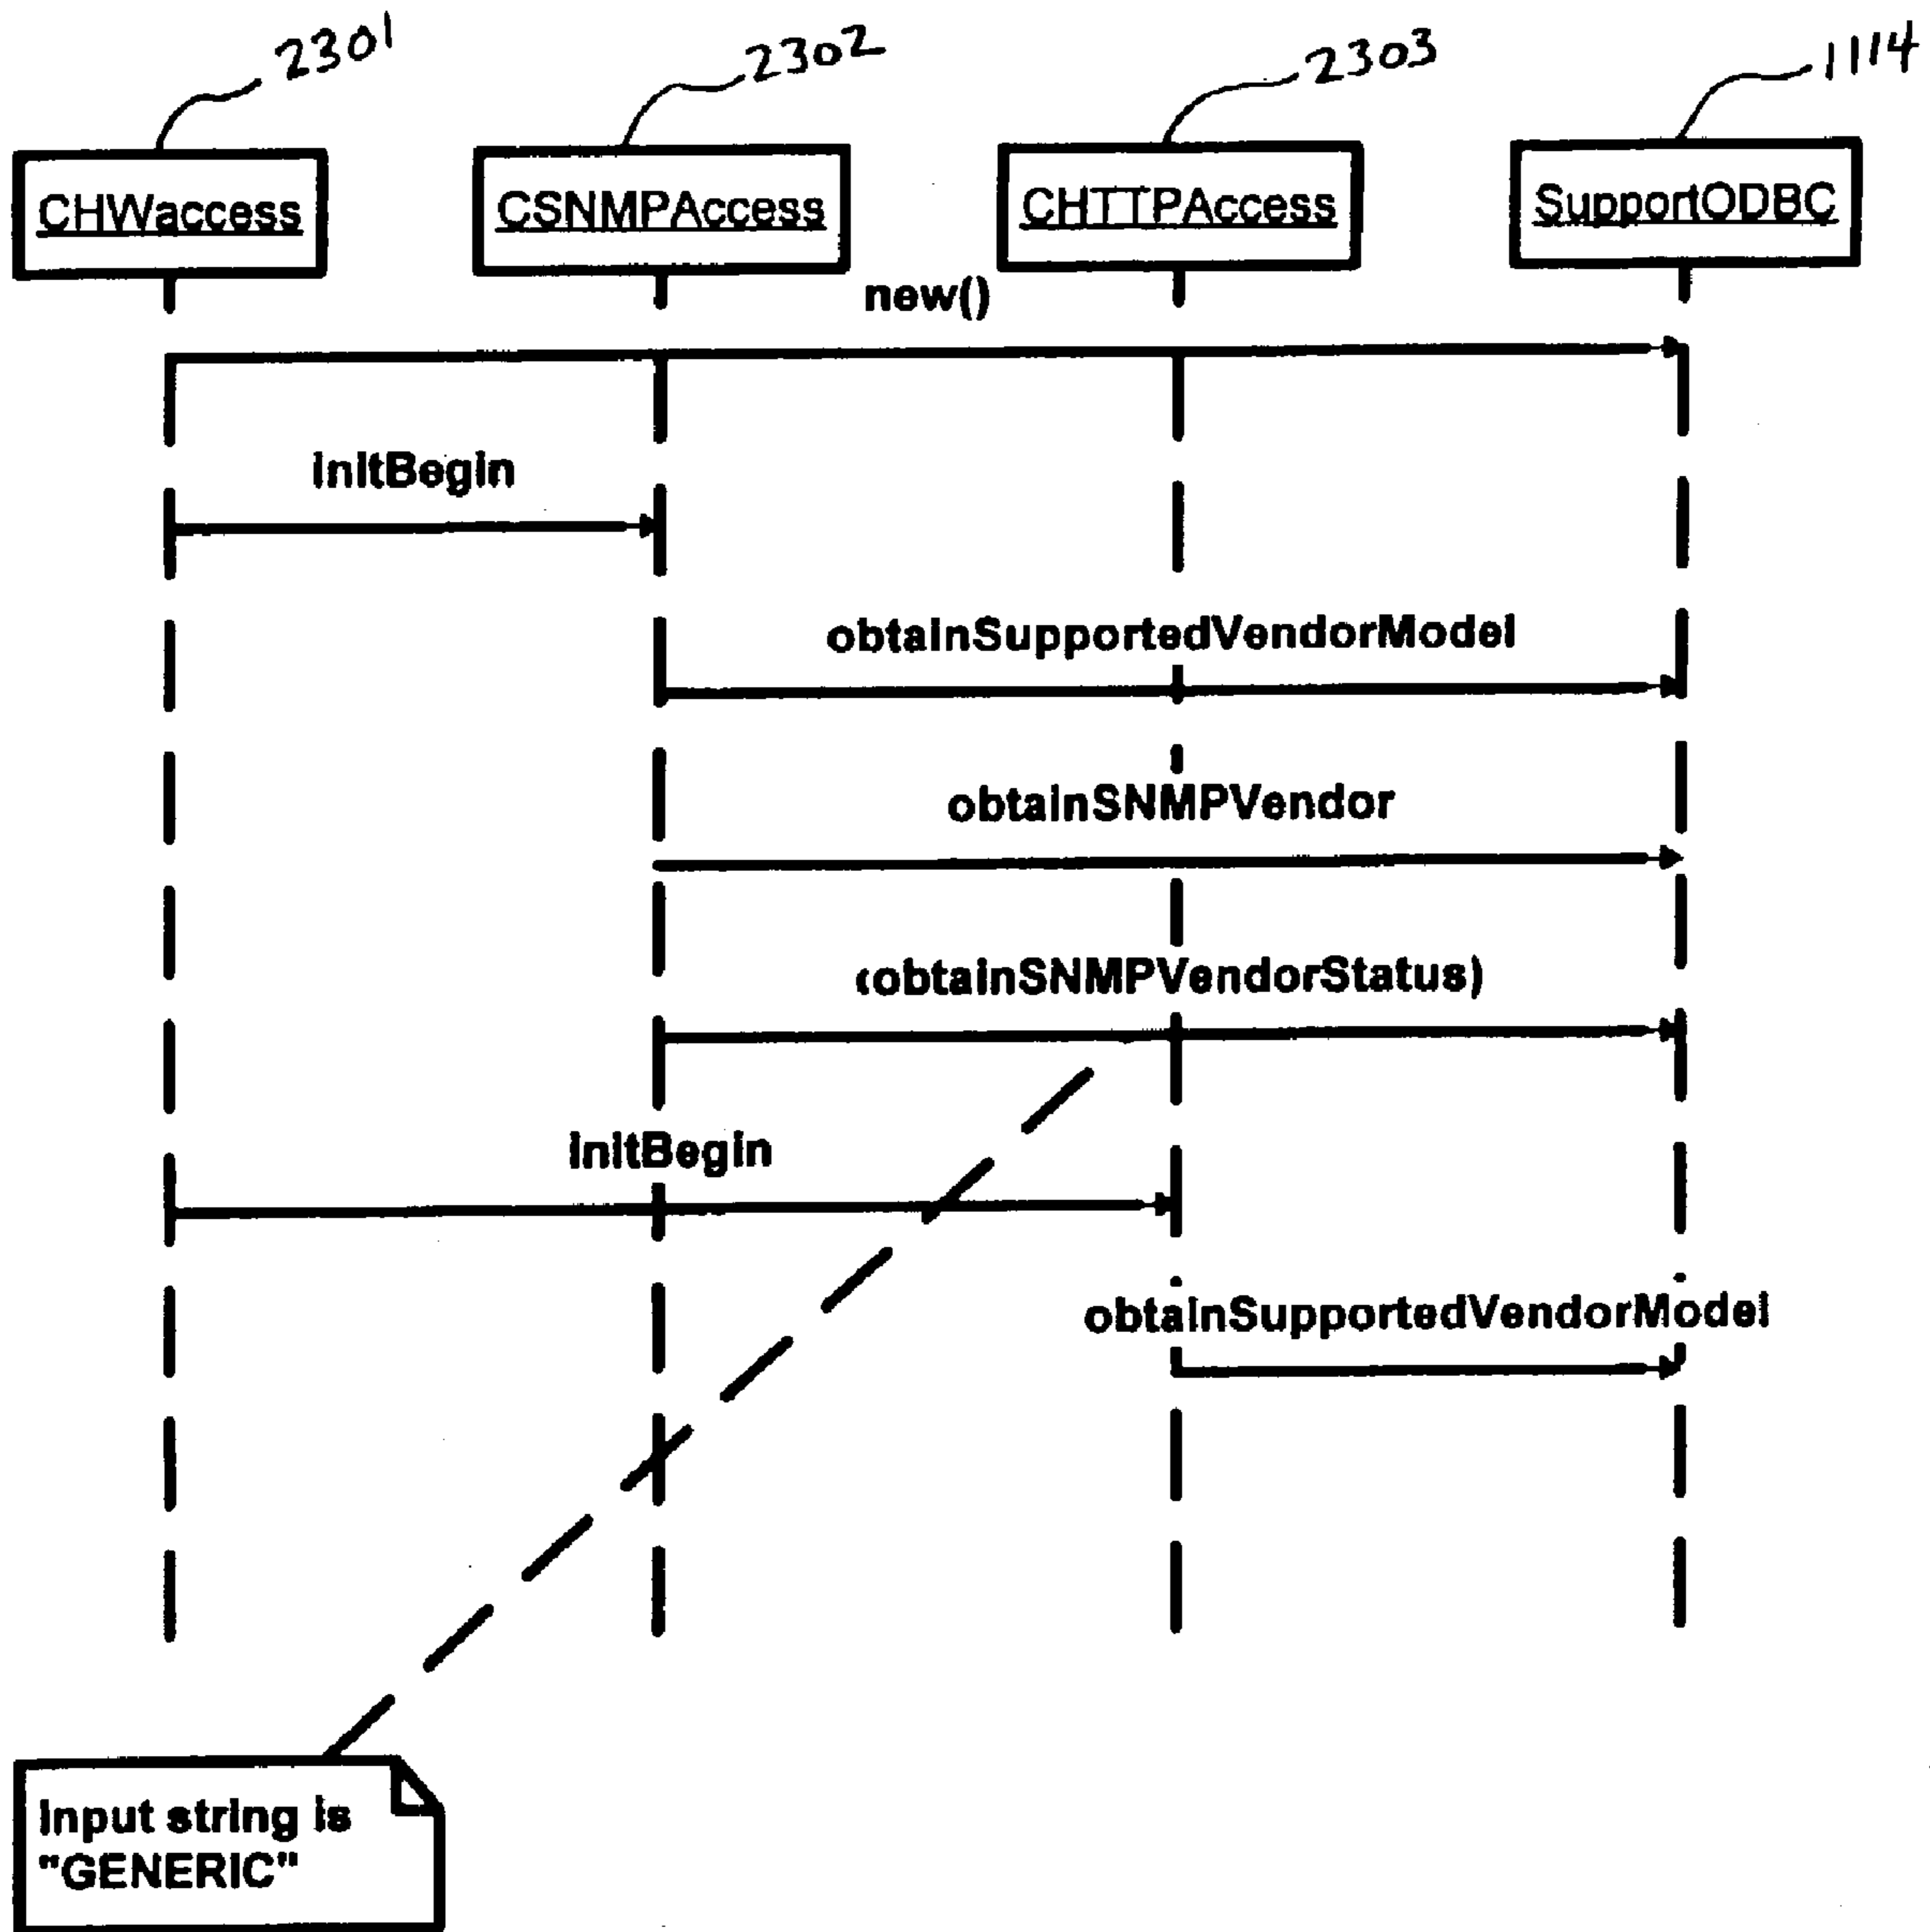 2301
2302
2303
1114
CHWaccess
CSNMPAccess
CHTTPAccess
SupportODBC
new()
InitBegin
obtainSupportedVendorModel
obtainSNMPVendor
(obtainSNMPVendorStatus)
InitBegin
obtainSupportedVendorModel
Input string is
"GENERIC"